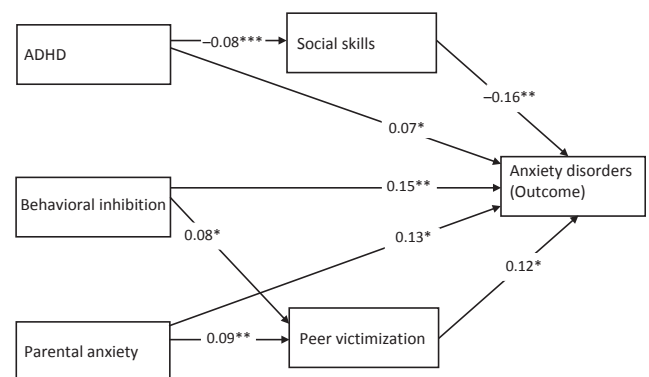 ADHD
–0.08***
Social skills
–0.16**
0.07*
Anxiety disorders
(Outcome)
Behavioral inhibition
0.15**
0.08*
0.13*
0.12*
Parental anxiety
0.09**
Peer victimization